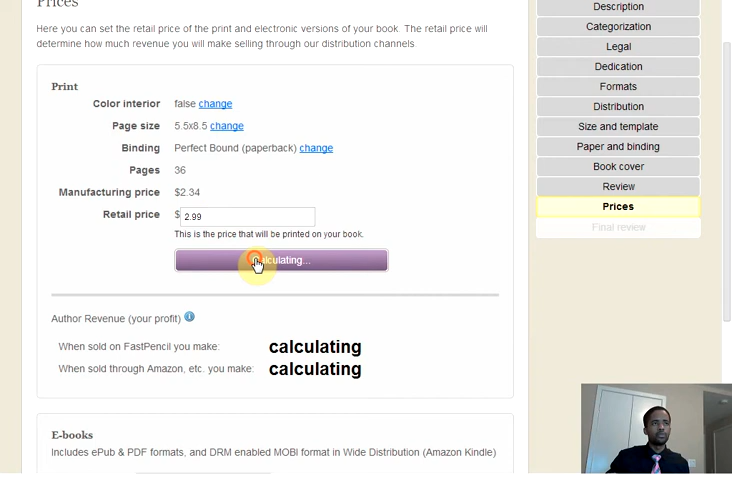 Prices
Here you can set the retail price of the print and electronic versions of your book. The retail price will
determine how much revenue you will make selling through our distribution channels
Print
Color interior false change
Page size 5.5x8.5 change
Binding Perfect Bound (paperback) change
Pages 36
Manufacturing price $2.34
Retail price $ 2.99
This is the price that will be printed on your book.
Calculating...
Author Revenue (your profit) i
When sold on FastPencil you make: calculating
When sold through Amazon, etc. you make: calculating
E-books
Includes ePub & PDF formats, and DRM enabled MOBI format in Wide Distribution (Amazon Kindle)
Description
Categorization
Legal
Dedication
Formats
Distribution
Size and template
Paper and binding
Book cover
Review
Prices
Final review